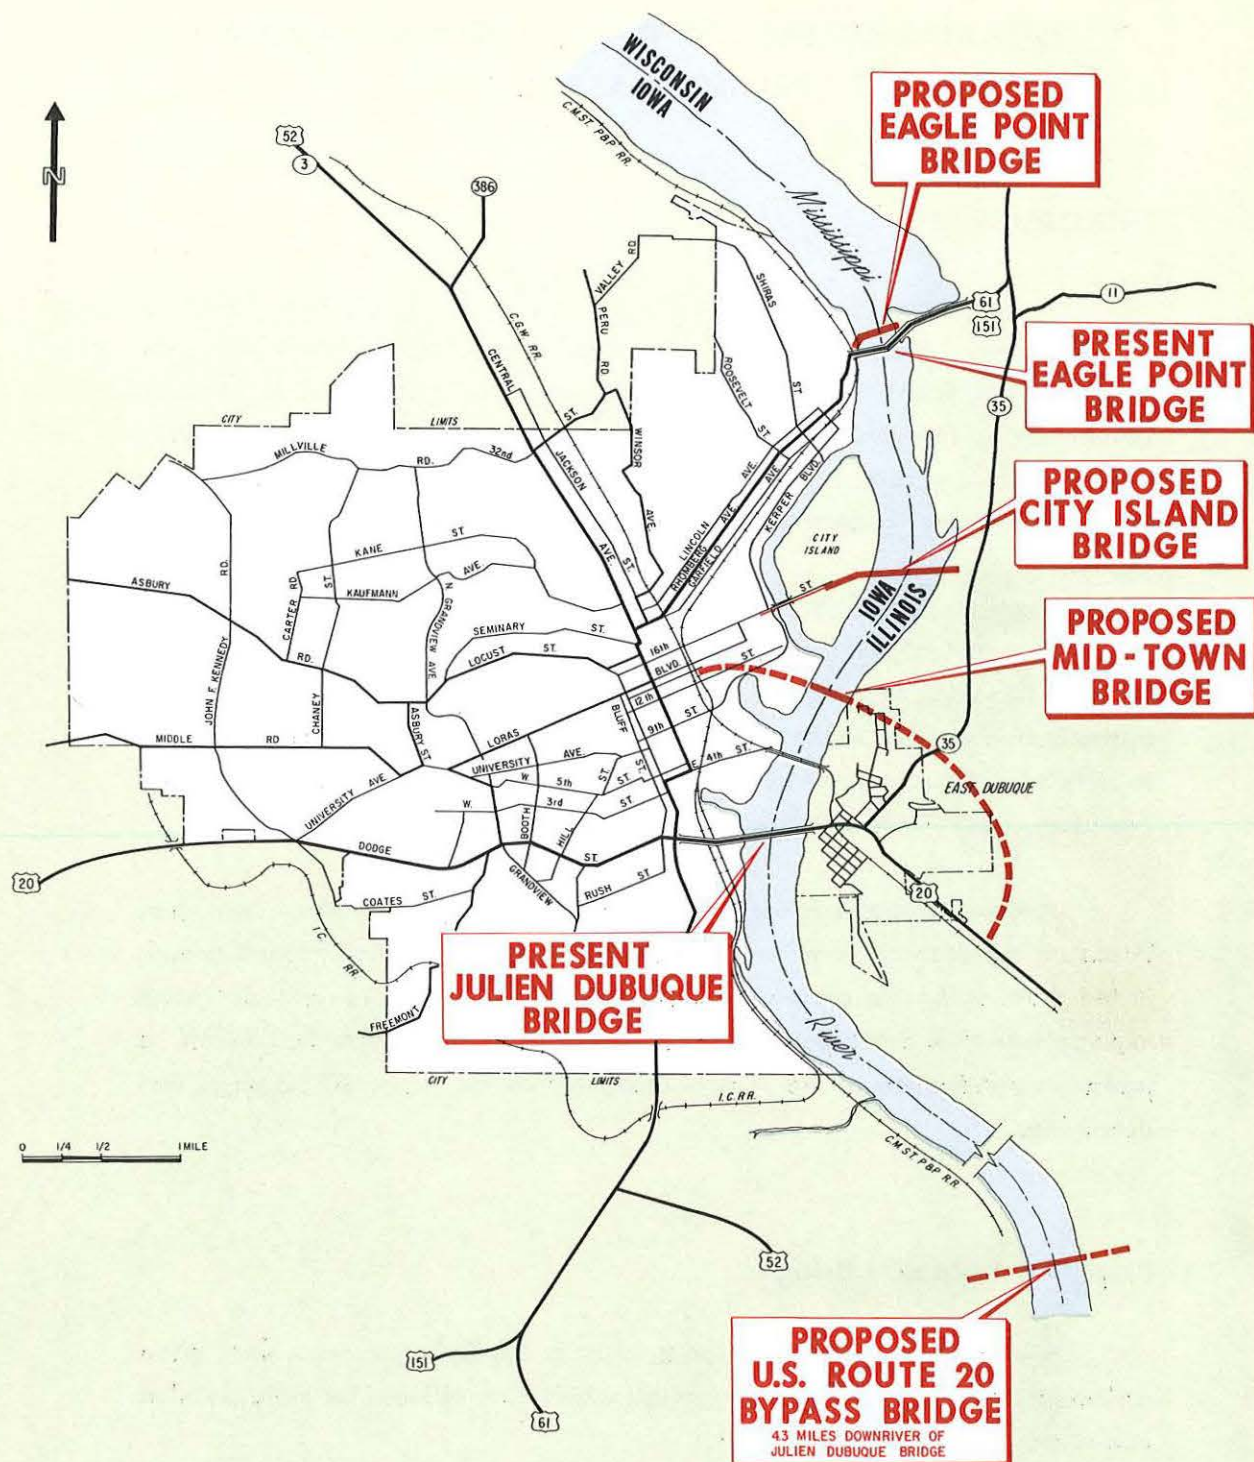 WISCONSIN
IOWA
PROPOSED
EAGLE POINT
BRIDGE
N
52
3
386
C.M.ST. P&P RR.
Mississippi
61
151
11
PRESENT
EAGLE POINT
BRIDGE
35
VALLEY RD.
PERU RD
SHIRAS ST.
ROOSEVELT ST.
C.G.W. RR.
CENTRAL AVE.
JACKSON ST.
WINSOR AVE.
CITY LIMITS
MILLVILLE RD.
32nd ST.
LINCOLN AVE.
RHOMBERG AVE
GARFIELD AVE
KERPER BLVD.
PROPOSED
CITY ISLAND
BRIDGE
CITY
ISLAND
KANE ST
ASBURY RD.
CARTER RD.
ST.
KAUFMANN AVE
N. GRANDVIEW AVE.
RD.
JOHN F. KENNEDY
CHANEY
SEMINARY ST.
LOCUST ST.
16th ST.
IOWA
ILLINOIS
PROPOSED
MID-TOWN
BRIDGE
LORAS BLVD.
12th ST.
BLUFF ST.
9th ST.
E. 4th ST.
ASBURY ST
MIDDLE RD
UNIVERSITY AVE.
UNIVERSITY AVE
W. 5th ST.
W. 3rd ST.
BOOTH
HILL ST
35
EAST DUBUQUE
DODGE ST.
20
GRANDVIEW
RUSH ST
COATES ST.
20
I.C. RR.
PRESENT
JULIEN DUBUQUE
BRIDGE
FREEMONT
River
CITY LIMITS
I.C. RR.
C.M.ST. P&P R.R.
0 1/4 1/2 1 MILE
52
151
61
PROPOSED
U.S. ROUTE 20
BYPASS BRIDGE
4.3 MILES DOWNRIVER OF
JULIEN DUBUQUE BRIDGE